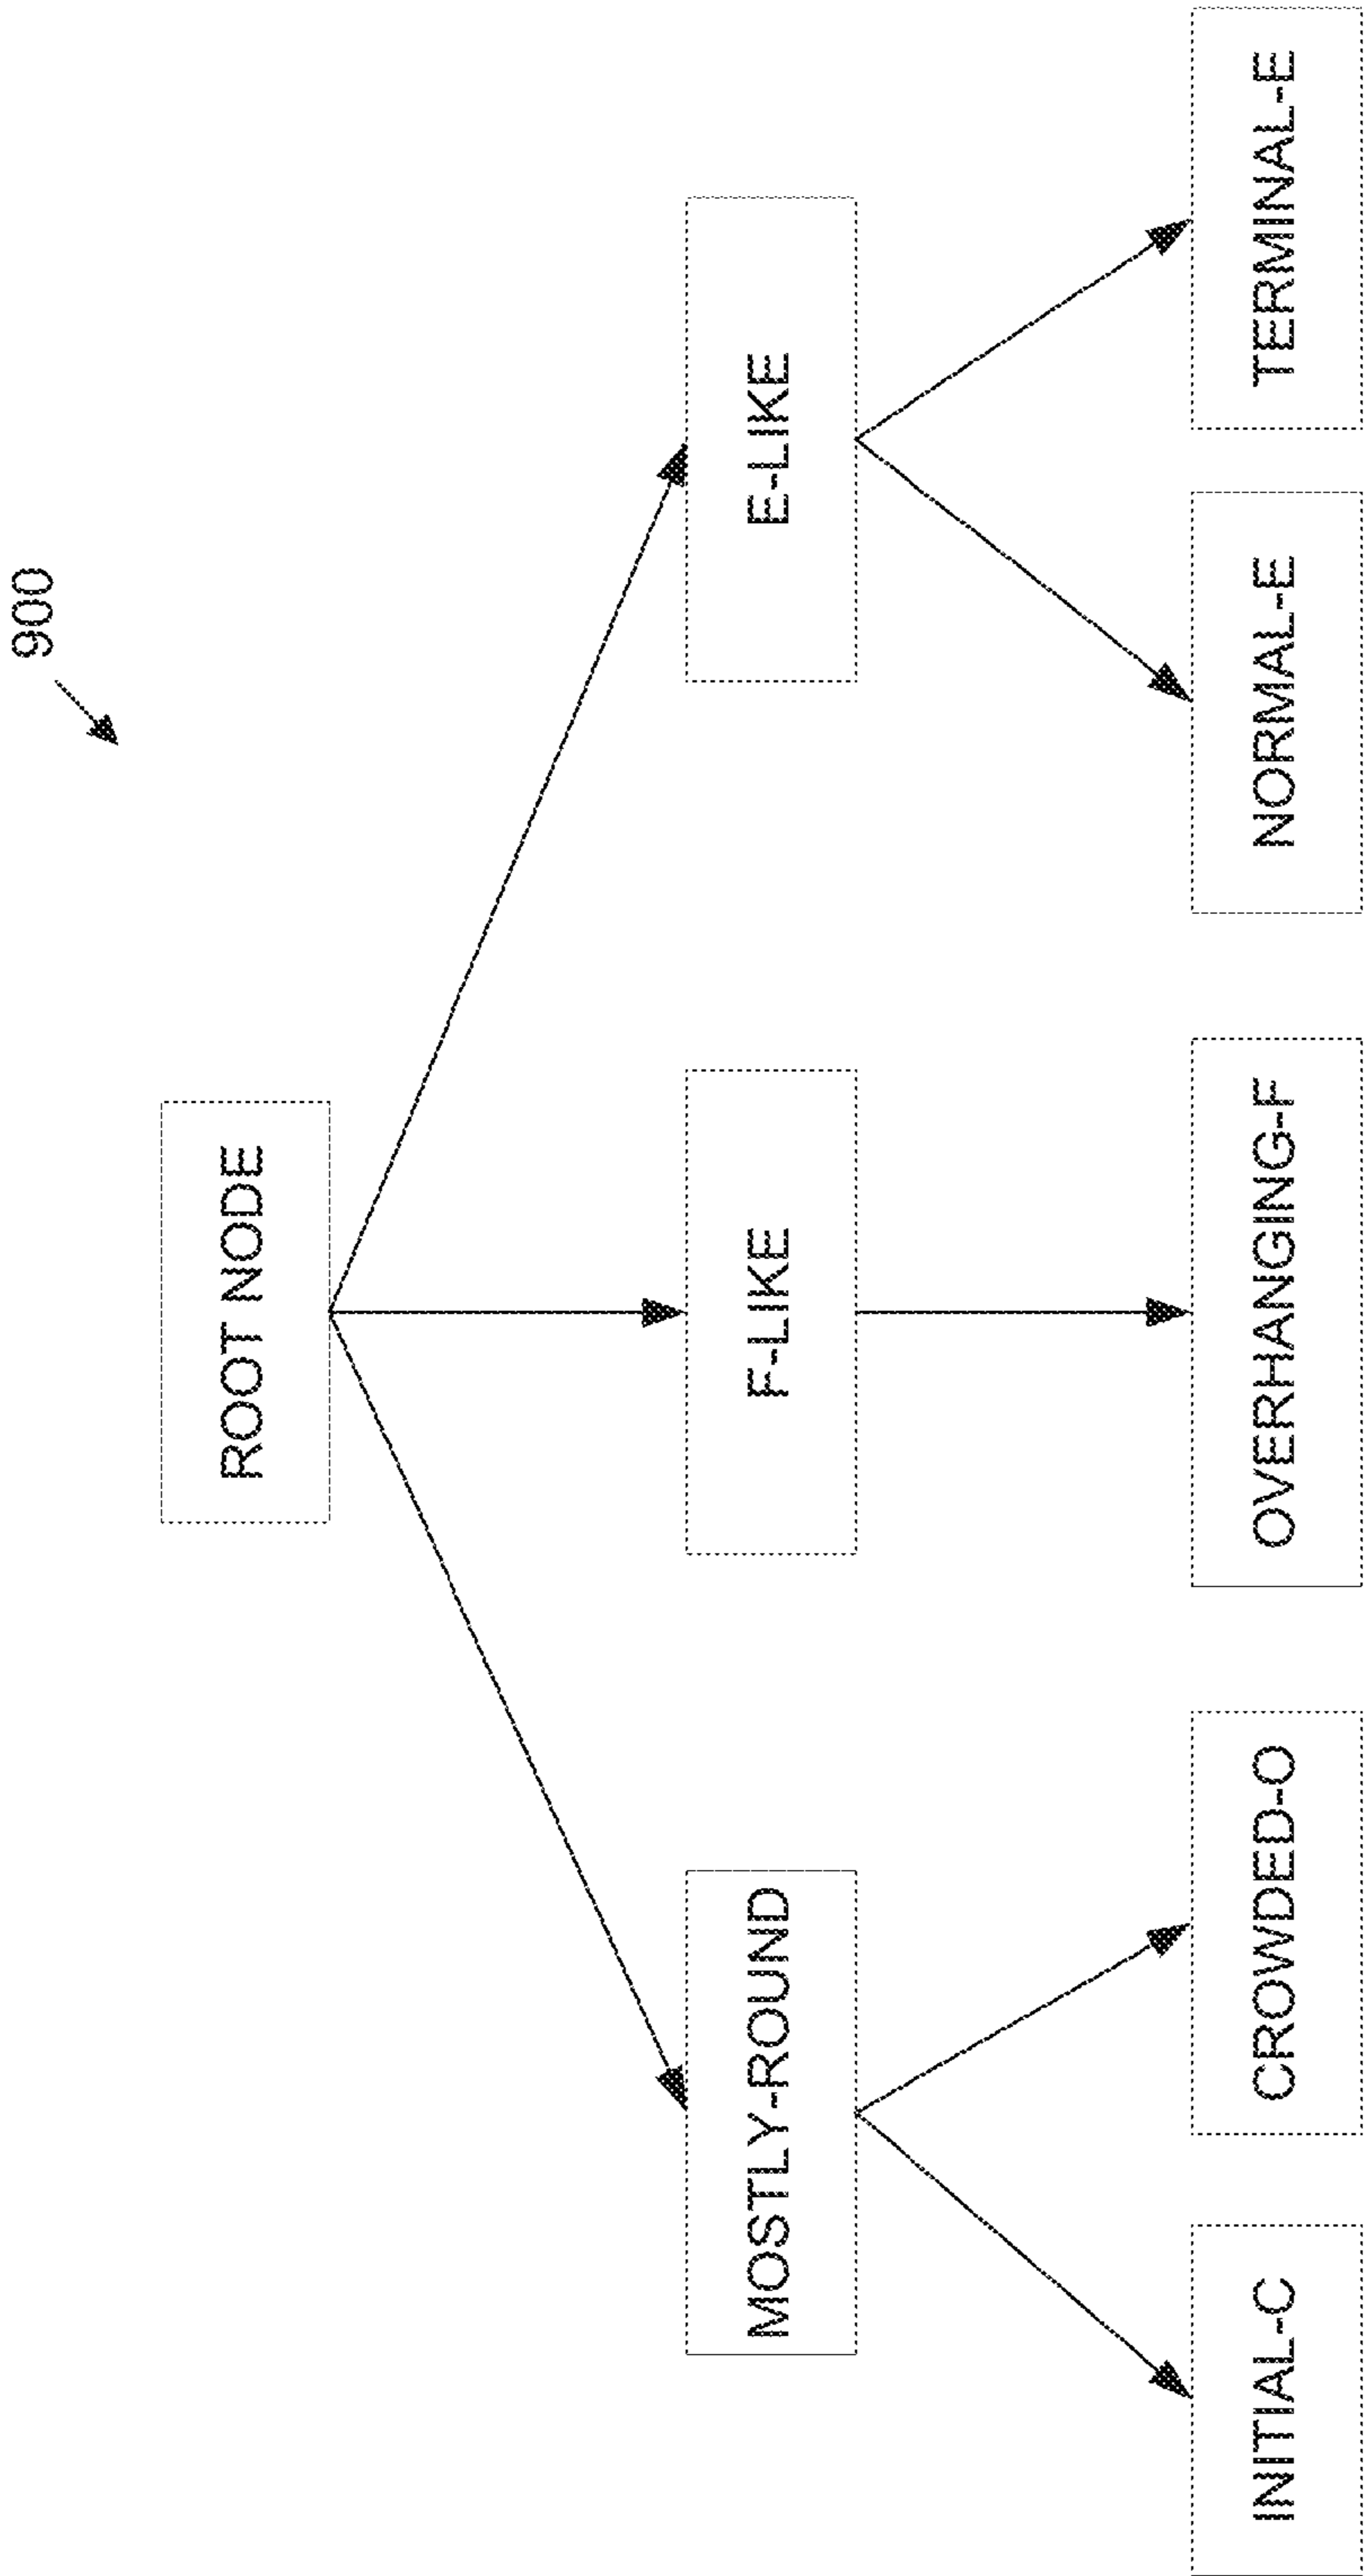 900
ROOT NODE
MOSTLY-ROUND
F-LIKE
E-LIKE
INITIAL-C
CROWDED-O
OVERHANGING-F
NORMAL-E
TERMINAL-E